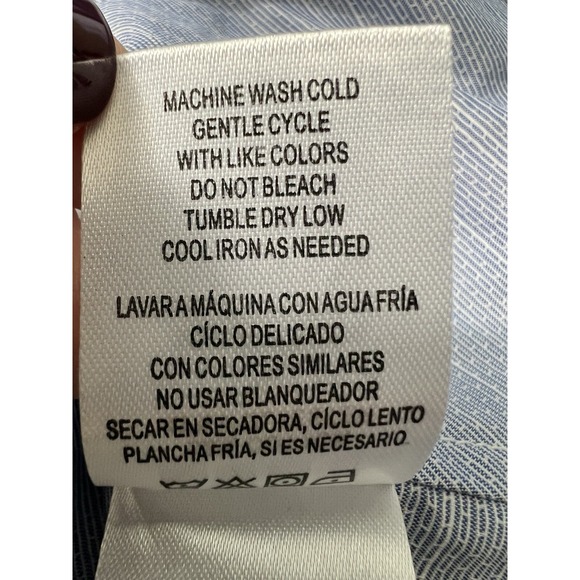 MACHINE WASH COLD
GENTLE CYCLE
WITH LIKE COLORS
DO NOT BLEACH
TUMBLE DRY LOW
COOL IRON AS NEEDED
LAVAR A MÁQUINA CON AGUA FRÍA
CÍCLO DELICADO
CON COLORES SIMILARES
NO USAR BLANQUEADOR
SECAR EN SECADORA, CÍCLO LENTO
PLANCHA FRÍA, SI ES NECESARIO